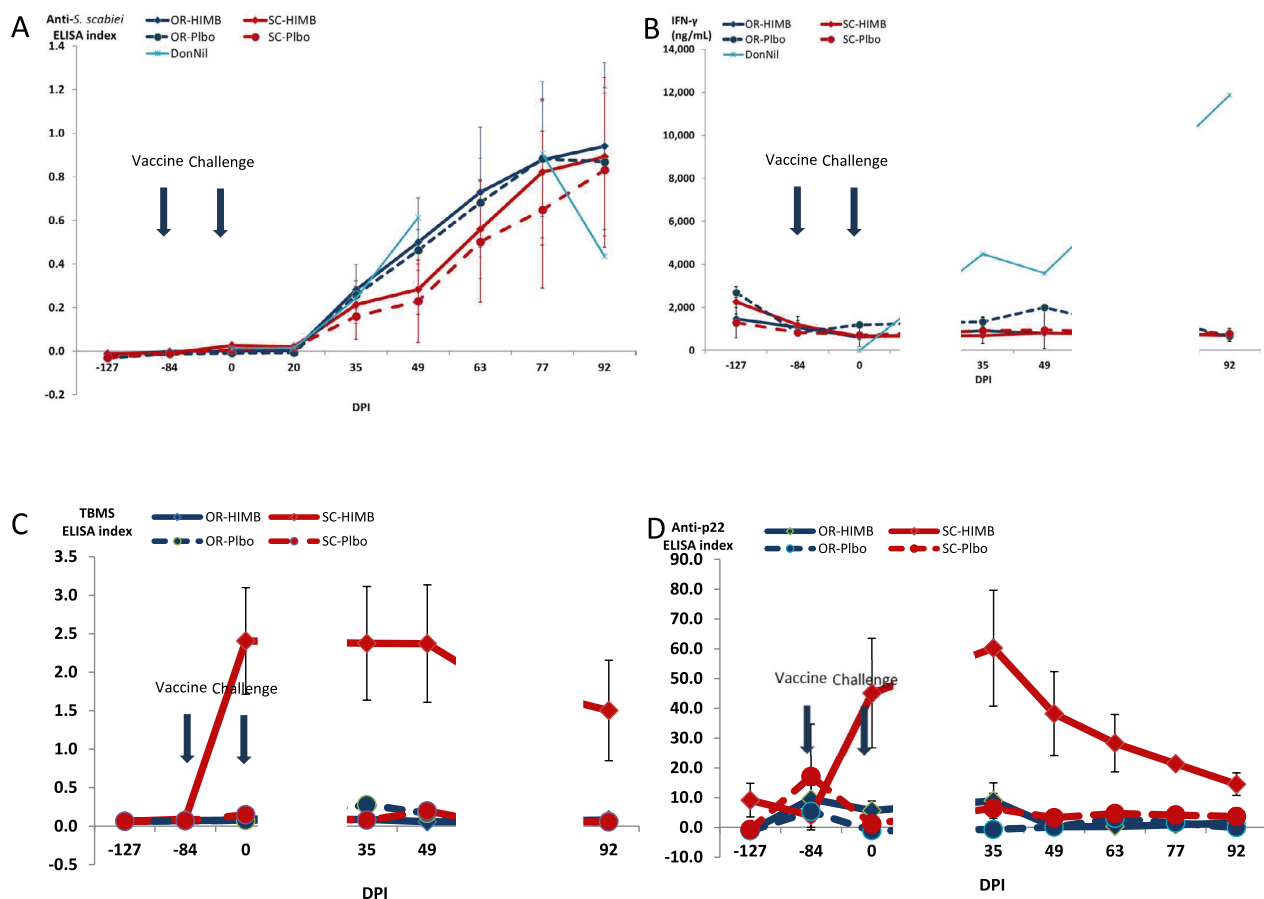 A
Anti-S. scabiei
ELISA index
OR-HIMB
SC-HIMB
OR-Plbo
SC-Plbo
DonNil
1.4
1.2
1.0
0.8
0.6
0.4
0.2
0.0
-0.2
Vaccine Challenge
-127 -84 0 20 35 49 63 77 92
DPI
B
IFN-γ
(ng/mL)
OR-HIMB
SC-HIMB
OR-Plbo
SC-Plbo
DonNil
14,000
12,000
10,000
8,000
6,000
4,000
2,000
0
Vaccine Challenge
-127 -84 0 35 49 92
DPI
C
TBMS
ELISA index
OR-HIMB
SC-HIMB
OR-Plbo
SC-Plbo
3.5
3.0
2.5
2.0
1.5
1.0
0.5
0.0
-0.5
Vaccine Challenge
-127 -84 0 35 49 92
DPI
D
Anti-p22
ELISA index
OR-HIMB
SC-HIMB
OR-Plbo
SC-Plbo
90.0
80.0
70.0
60.0
50.0
40.0
30.0
20.0
10.0
0.0
-10.0
Vaccine Challenge
-127 -84 0 35 49 63 77 92
DPI